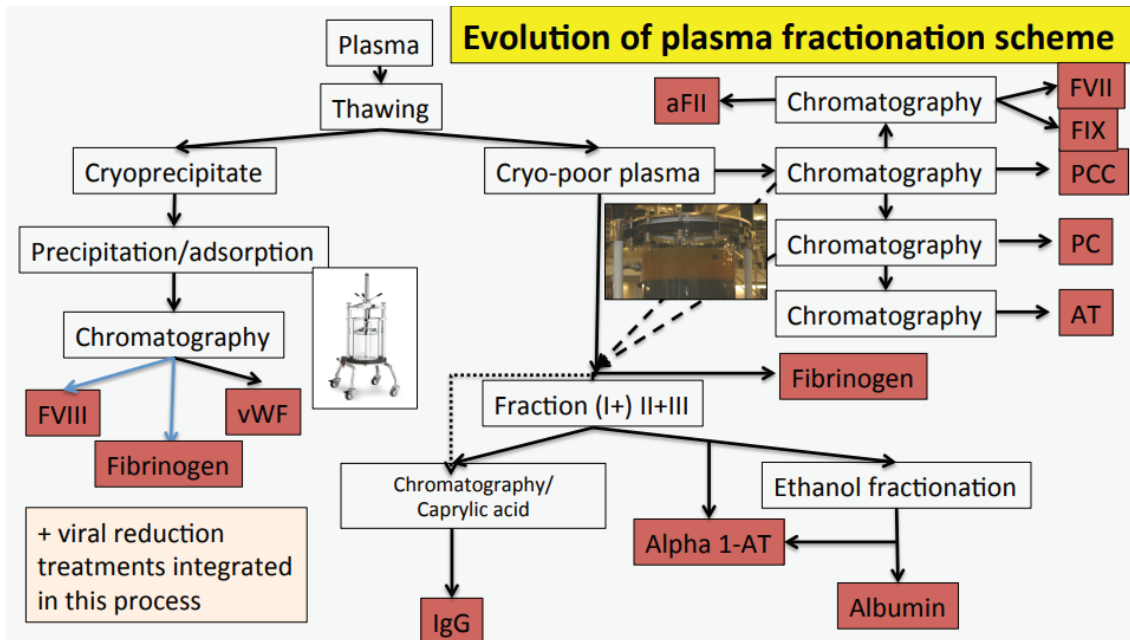 Evolution of plasma fractionation scheme
Plasma
Thawing
Cryoprecipitate
Cryo-poor plasma
Precipitation/adsorption
Chromatography
FVIII
vWF
Fibrinogen
+ viral reduction
treatments integrated
in this process
aFII
Chromatography
FVII
FIX
Chromatography
PCC
Chromatography
PC
Chromatography
AT
Fibrinogen
Fraction (I+) II+III
Chromatography/
Caprylic acid
Ethanol fractionation
Alpha 1-AT
IgG
Albumin